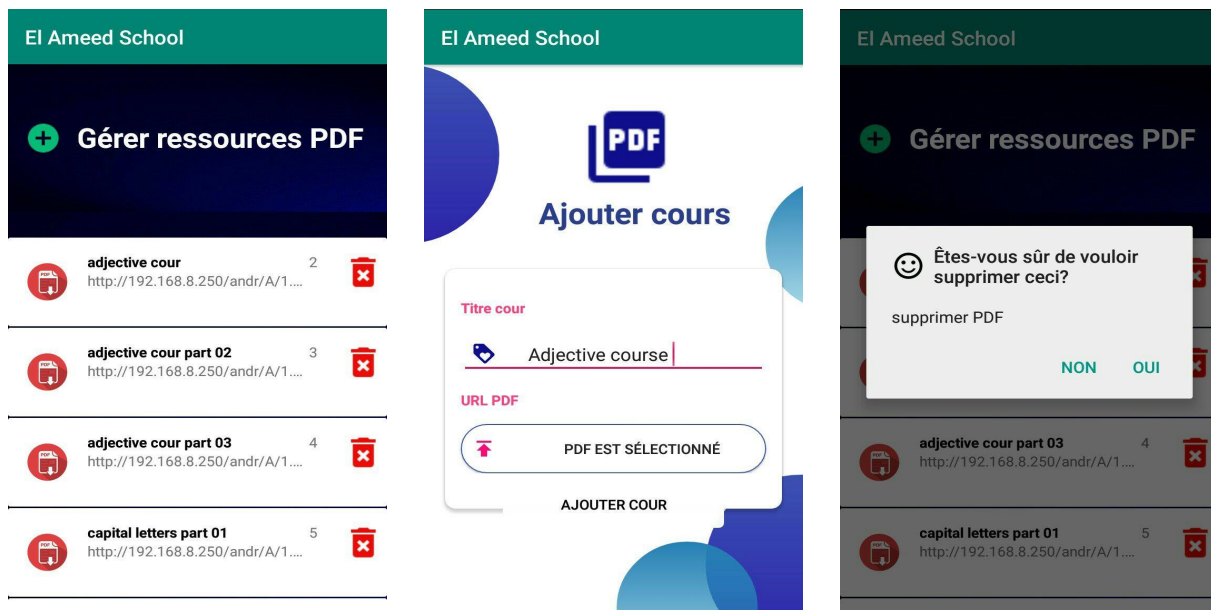 El Ameed School
Gérer ressources PDF
adjective cour 2
http://192.168.8.250/andr/A/1....
adjective cour part 02 3
http://192.168.8.250/andr/A/1....
adjective cour part 03 4
http://192.168.8.250/andr/A/1....
capital letters part 01 5
http://192.168.8.250/andr/A/1....
El Ameed School
PDF
Ajouter cours
Titre cour
Adjective course
URL PDF
PDF EST SÉLECTIONNÉ
AJOUTER COUR
El Ameed School
Gérer ressources PDF
Êtes-vous sûr de vouloir
supprimer ceci?
supprimer PDF
NON OUI
adjective cour part 03 4
http://192.168.8.250/andr/A/1....
capital letters part 01 5
http://192.168.8.250/andr/A/1....